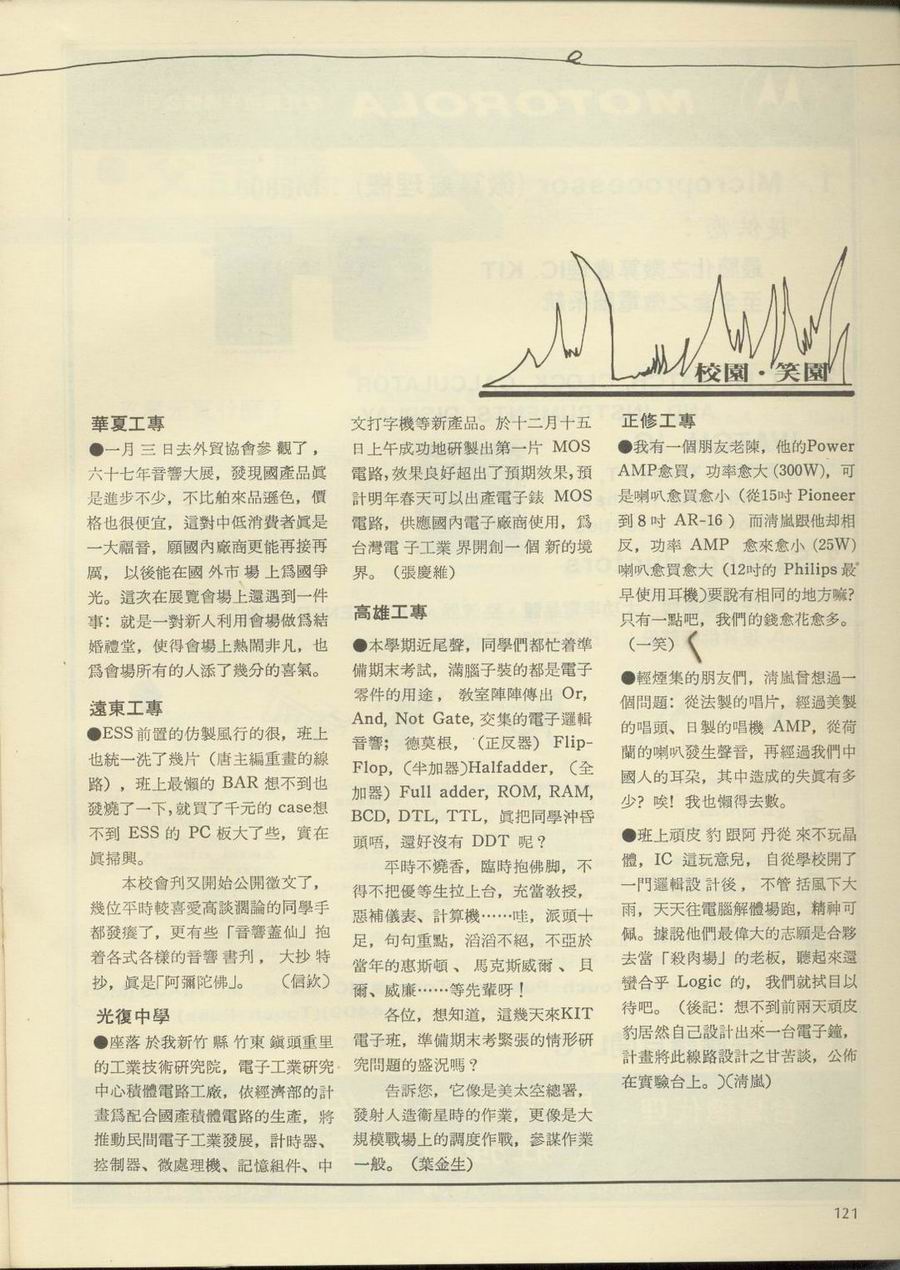 校園・笑園
華夏工專
●一月三日去外貿協會參觀了，
六十七年音響大展，發現國產品眞
是進步不少，不比舶來品遜色，價
格也很便宜，這對中低消費者眞是
一大福音，願國內廠商更能再接再
厲，以後能在國外市場上爲國爭
光。這次在展覽會場上還遇到一件
事：就是一對新人利用會場做爲結
婚禮堂，使得會場上熱鬧非凡，也
爲會場所有的人添了幾分的喜氣。
遠東工專
●ESS前置的仿製風行的很，班上
也統一洗了幾片（唐主編重畫的線
路），班上最懶的 BAR 想不到也
發燒了一下，就買了千元的 case想
不到 ESS 的 PC 板大了些，實在
眞掃興。
本校會刊又開始公開徵文了，
幾位平時較喜愛高談濶論的同學手
都發癢了，更有些「音響蓋仙」抱
着各式各樣的音響書刊，大抄特
抄，眞是「阿彌陀佛」。（信欽）
光復中學
●座落於我新竹縣竹東鎭頭重里
的工業技術研究院，電子工業研究
中心積體電路工廠，依經濟部的計
畫爲配合國產積體電路的生產，將
推動民間電子工業發展，計時器、
控制器、微處理機、記憶組件、中
文打字機等新產品。於十二月十五
日上午成功地研製出第一片 MOS
電路，效果良好超出了預期效果，預
計明年春天可以出產電子錶 MOS
電路，供應國內電子廠商使用，爲
台灣電子工業界開創一個新的境
界。（張慶維）
高雄工專
●本學期近尾聲，同學們都忙着準
備期末考試，滿腦子裝的都是電子
零件的用途，教室陣陣傳出 Or,
And, Not Gate, 交集的電子邏輯
音響；德莫根，（正反器）Flip-
Flop,（半加器）Halfadder,（全
加器）Full adder, ROM, RAM,
BCD, DTL, TTL，眞把同學沖昏
頭唔，還好沒有 DDT 呢？
平時不燒香，臨時抱佛脚，不
得不把優等生拉上台，充當教授，
惡補儀表、計算機……哇，派頭十
足，句句重點，滔滔不絕，不亞於
當年的惠斯頓、馬克斯威爾、貝
爾、威廉……等先輩呀！
各位，想知道，這幾天來KIT
電子班，準備期末考緊張的情形研
究問題的盛況嗎？
告訴您，它像是美太空總署，
發射人造衞星時的作業，更像是大
規模戰場上的調度作戰，參謀作業
一般。（葉金生）
正修工專
●我有一個朋友老陳，他的Power
AMP愈買，功率愈大（300W），可
是喇叭愈買愈小（從15吋 Pioneer
到8吋 AR-16）而淸嵐跟他却相
反，功率 AMP 愈來愈小（25W）
喇叭愈買愈大（12吋的 Philips最
早使用耳機）要說有相同的地方嘛？
只有一點吧，我們的錢愈花愈多。
（一笑）
●輕煙集的朋友們，淸嵐曾想過一
個問題：從法製的唱片，經過美製
的唱頭、日製的唱機 AMP，從荷
蘭的喇叭發生聲音，再經過我們中
國人的耳朶，其中造成的失眞有多
少？唉！我也懶得去數。
●班上頑皮豹跟阿丹從來不玩晶
體，IC 這玩意兒，自從學校開了
一門邏輯設計後，不管括風下大
雨，天天往電腦解體場跑，精神可
佩。據說他們最偉大的志願是合夥
去當「殺肉場」的老板，聽起來還
蠻合乎 Logic 的，我們就拭目以
待吧。（後記：想不到前兩天頑皮
豹居然自己設計出來一台電子鐘，
計畫將此線路設計之甘苦談，公佈
在實驗台上。）（淸嵐）
121